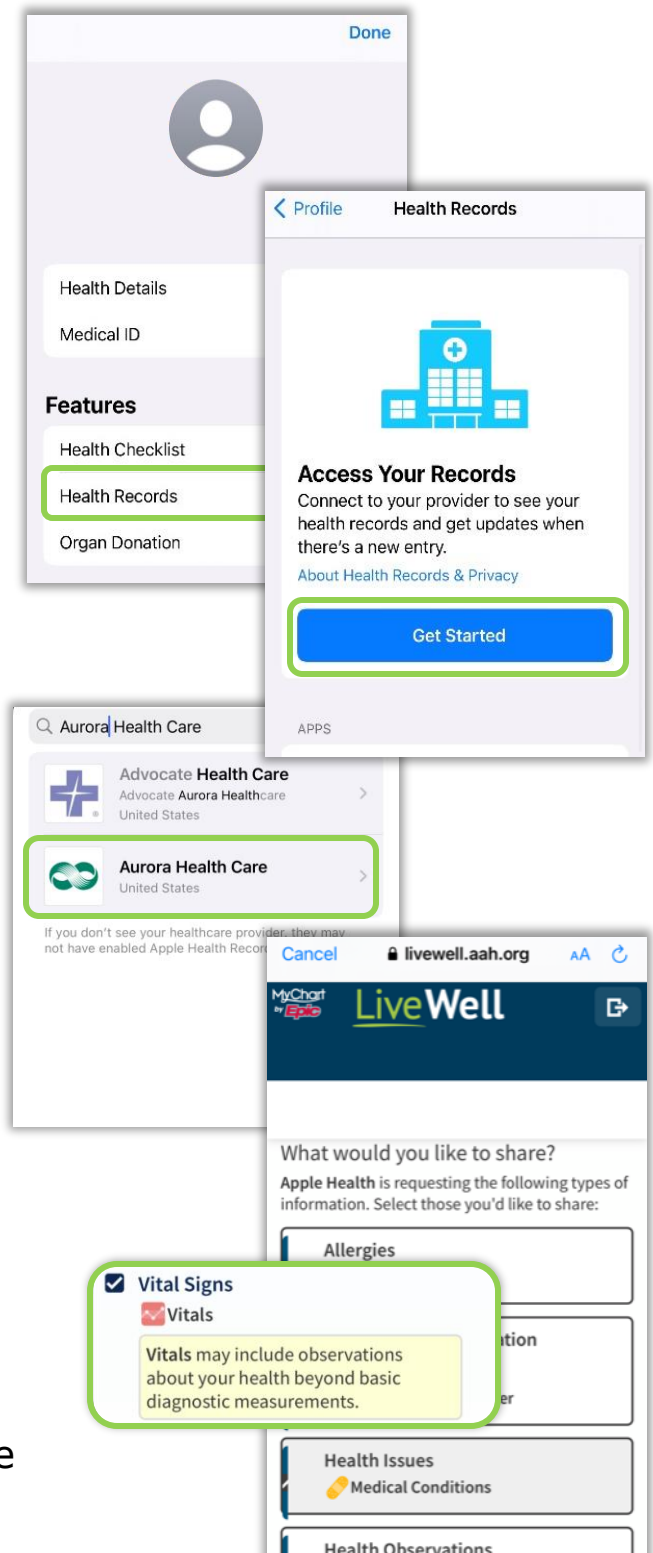 Done
Health Details
Medical ID
Features
Health Checklist
Health Records
Organ Donation
Profile Health Records
Access Your Records
Connect to your provider to see your
health records and get updates when
there's a new entry.
About Health Records & Privacy
Get Started
APPS
Aurora Health Care
Advocate Health Care
Advocate Aurora Healthcare
United States
Aurora Health Care
United States
If you don't see your healthcare provider, they may
not have enabled Apple Health Recor
Cancel livewell.aah.org AA
MyChart
by Epic
LiveWell
What would you like to share?
Apple Health is requesting the following types of
information. Select those you'd like to share:
Allergies
Vital Signs
Vitals
Vitals may include observations
about your health beyond basic
diagnostic measurements.
ation
er
Health Issues
Medical Conditions
Health Observations
e